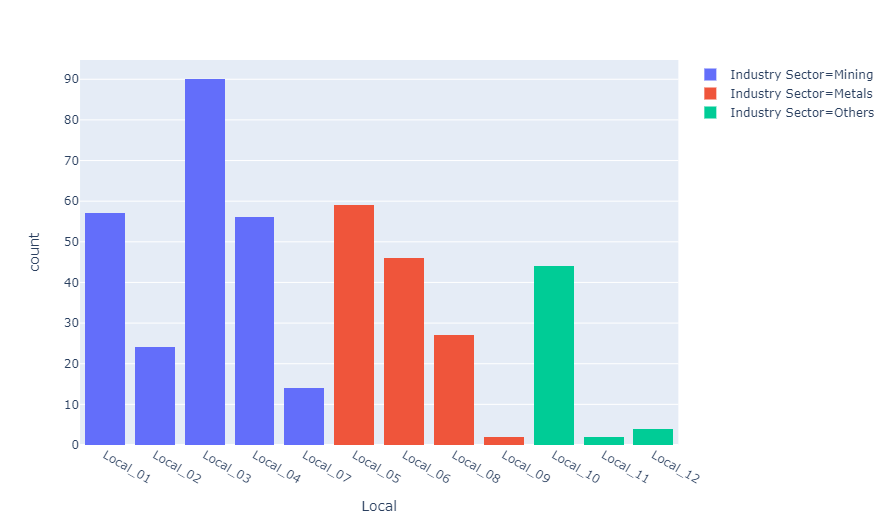 Industry Sector=Mining
Industry Sector=Metals
Industry Sector=Others
count
90
80
70
60
50
40
30
20
10
0
Local_01
Local_02
Local_03
Local_04
Local_07
Local_05
Local_06
Local_08
Local_09
Local_10
Local_11
Local_12
Local